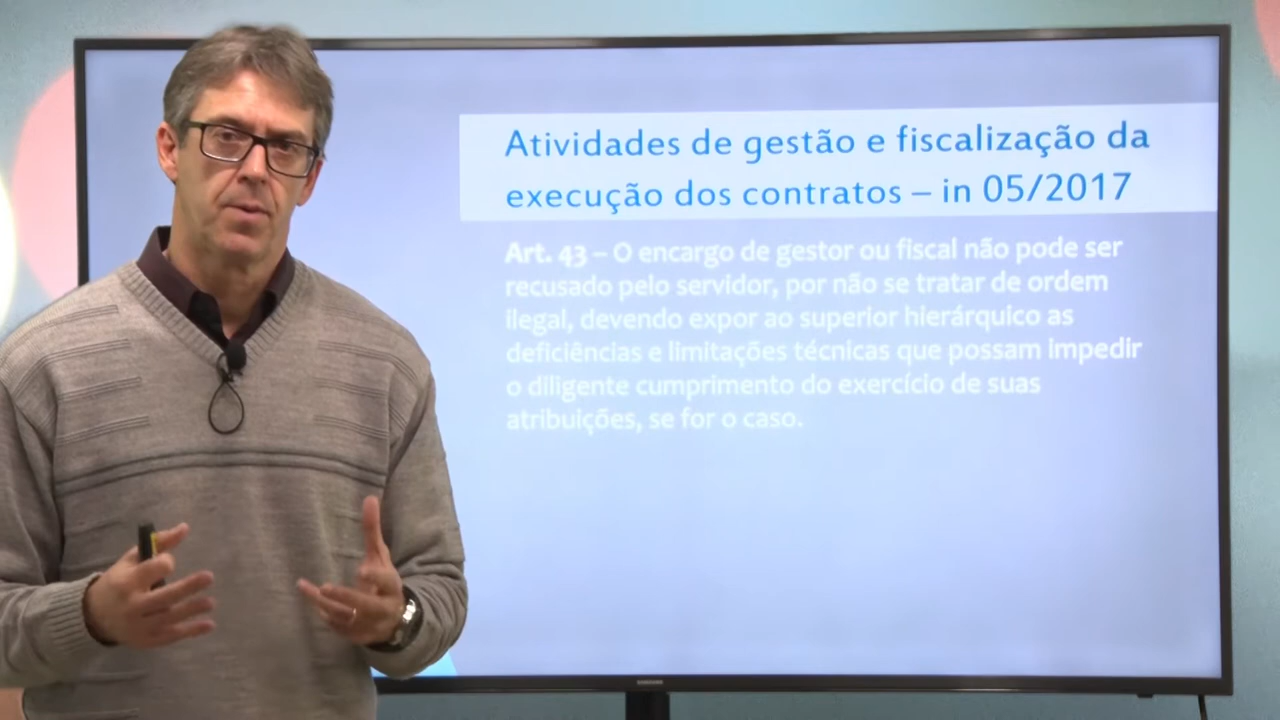 Atividades de gestão e fiscalização da
execução dos contratos – in 05/2017
Art. 43 – O encargo de gestor ou fiscal não pode ser
recusado pelo servidor, por não se tratar de ordem
ilegal, devendo expor ao superior hierárquico as
deficiências e limitações técnicas que possam impedir
o diligente cumprimento do exercício de suas
atribuições, se for o caso.
SAMSUNG